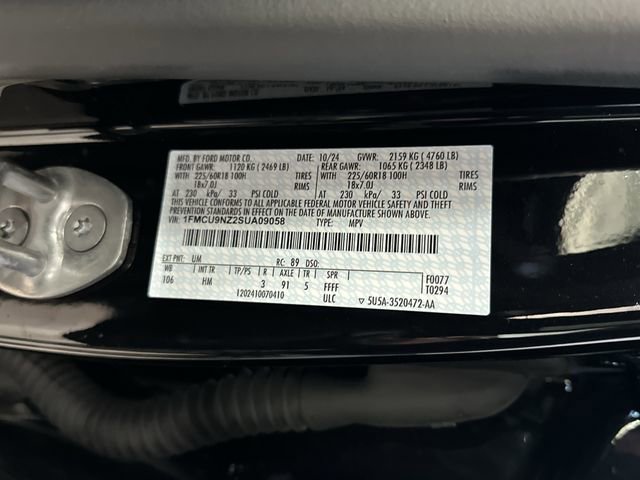 MFD. BY FORD MOTOR CO. DATE: 10/24 GVWR: 2159 KG ( 4760 LB)
FRONT GAWR: 1120 KG ( 2469 LB) REAR GAWR: 1065 KG ( 2348 LB)
WITH 225/60R18 100H TIRES WITH 225/60R18 100H TIRES
18x7.0J RIMS 18x7.0J RIMS
AT 230 kPa/ 33 PSI COLD AT 230 kPa/ 33 PSI COLD
THIS VEHICLE CONFORMS TO ALL APPLICABLE FEDERAL MOTOR VEHICLE SAFETY
STANDARDS IN EFFECT ON THE DATE OF MANUFACTURE SHOWN ABOVE.
VIN: 1FMCU9NZ2SUA09058 TYPE: MPV
EXT PNT: UM RC: 89 DSO:
WB INT TR TP/PS R AXLE S SPR F0077
106 HM 3 91 5 FFFF T0294
1202410070410 ULC 5U5A-3520472-AA